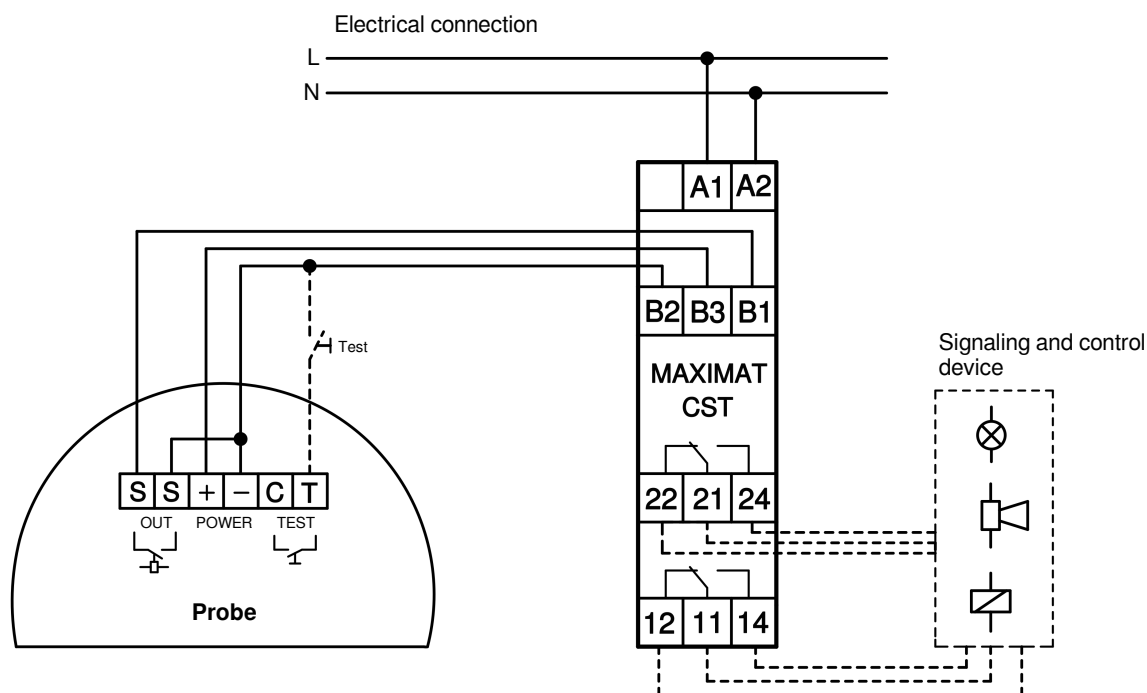 Electrical connection
L
N
A1 A2
B2 B3 B1
Test
Signaling and control
device
MAXIMAT
CST
S S + − C T
22 21 24
OUT POWER TEST
Probe
12 11 14